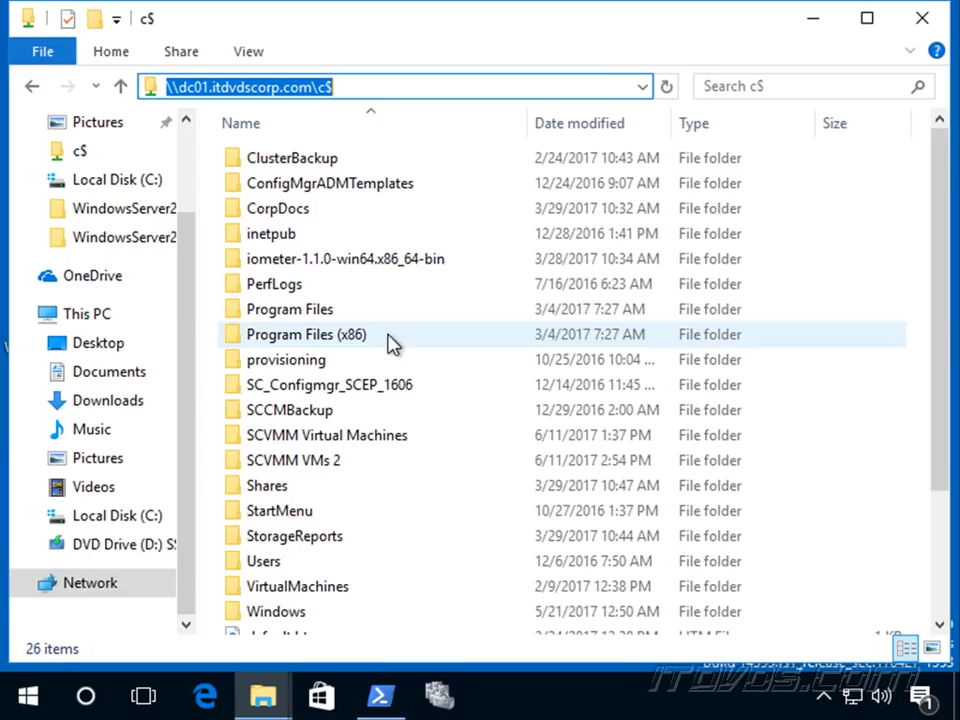 c$
File Home Share View
\\dc01.itdvdscorp.com\c$ Search c$
Name Date modified Type Size
Pictures
c$
Local Disk (C:)
WindowsServer2
WindowsServer2
OneDrive
This PC
Desktop
Documents
Downloads
Music
Pictures
Videos
Local Disk (C:)
DVD Drive (D:) S
Network
ClusterBackup 2/24/2017 10:43 AM File folder
ConfigMgrADMTemplates 12/24/2016 9:07 AM File folder
CorpDocs 3/29/2017 10:32 AM File folder
inetpub 12/28/2016 1:41 PM File folder
iometer-1.1.0-win64.x86_64-bin 3/28/2017 10:34 AM File folder
PerfLogs 7/16/2016 6:23 AM File folder
Program Files 3/4/2017 7:27 AM File folder
Program Files (x86) 3/4/2017 7:27 AM File folder
provisioning 10/25/2016 10:04 ... File folder
SC_Configmgr_SCEP_1606 12/14/2016 11:45 ... File folder
SCCMBackup 12/29/2016 2:00 AM File folder
SCVMM Virtual Machines 6/11/2017 1:37 PM File folder
SCVMM VMs 2 6/11/2017 2:54 PM File folder
Shares 3/29/2017 10:47 AM File folder
StartMenu 10/27/2016 1:37 PM File folder
StorageReports 3/29/2017 10:44 AM File folder
Users 12/6/2016 7:50 AM File folder
VirtualMachines 2/9/2017 12:38 PM File folder
Windows 5/21/2017 12:50 AM File folder
26 items
ITDVDS.COM
1